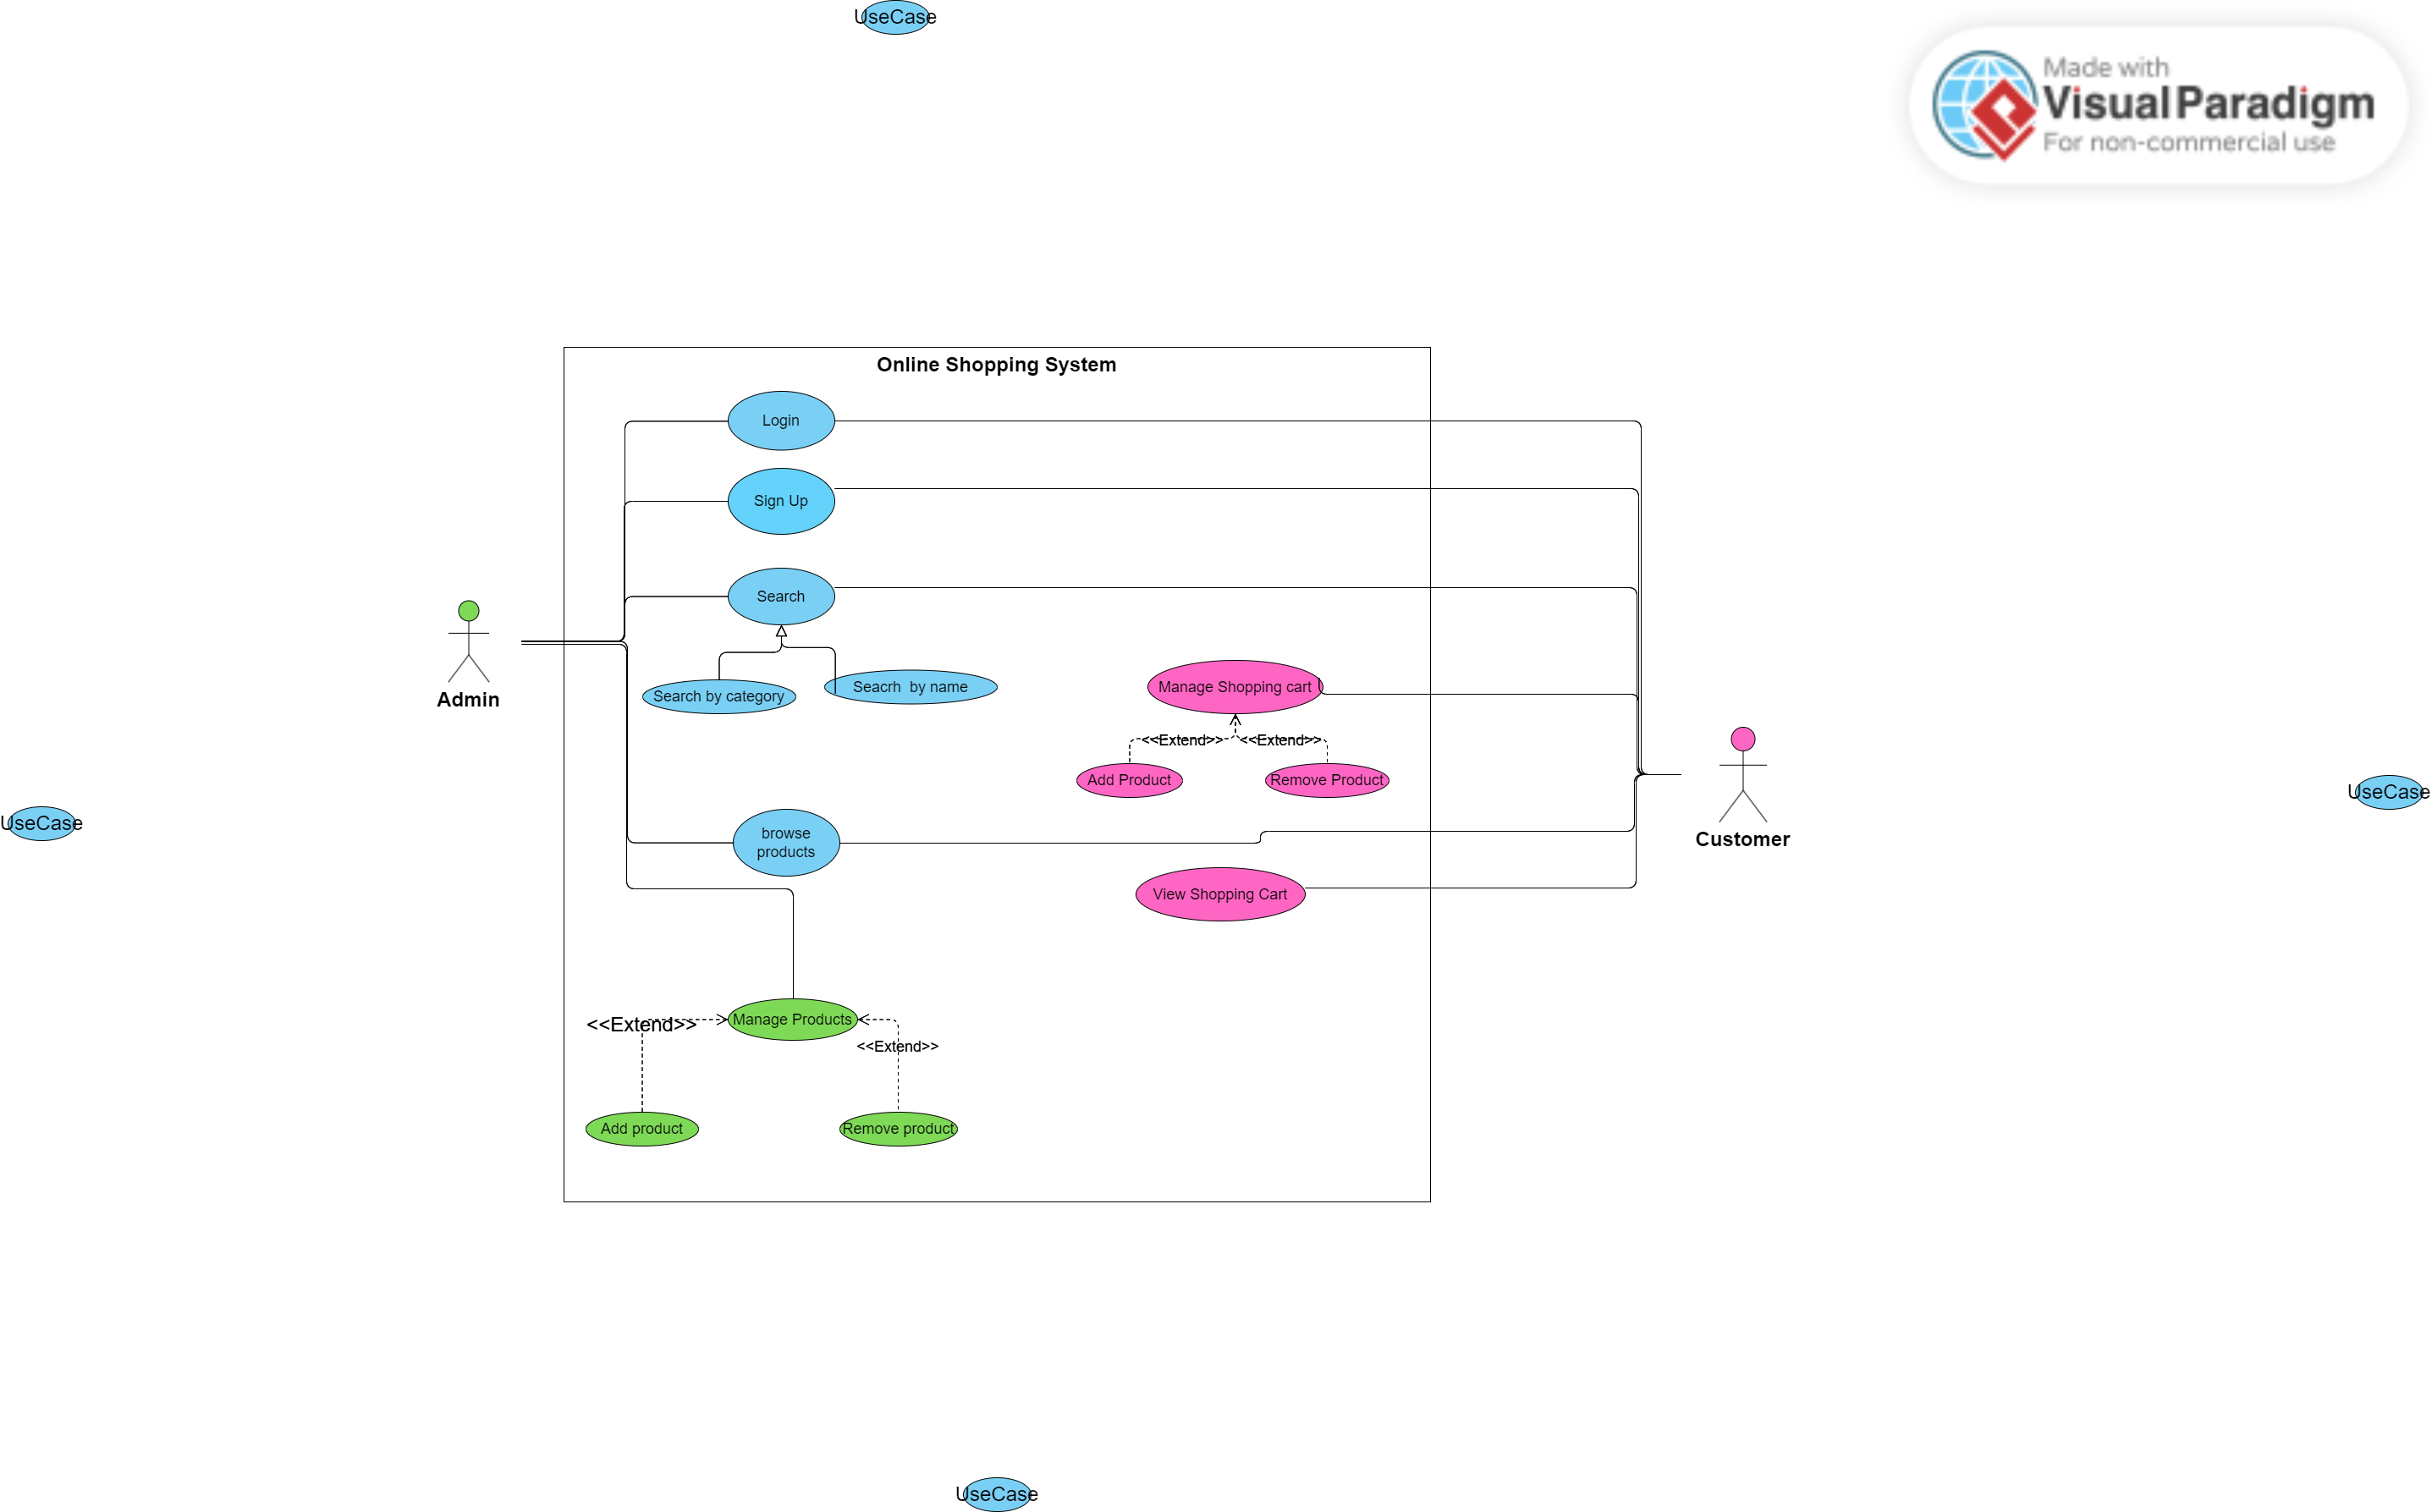 UseCase
Made with
Visual Paradigm
For non-commercial use
Online Shopping System
Login
Sign Up
Search
Admin
Search by category
Seacrh  by name
Manage Shopping cart
<<Extend>>
<<Extend>>
Add Product
Remove Product
Customer
UseCase
UseCase
browse
products
View Shopping Cart
<<Extend>>
Manage Products
<<Extend>>
Add product
Remove product
UseCase